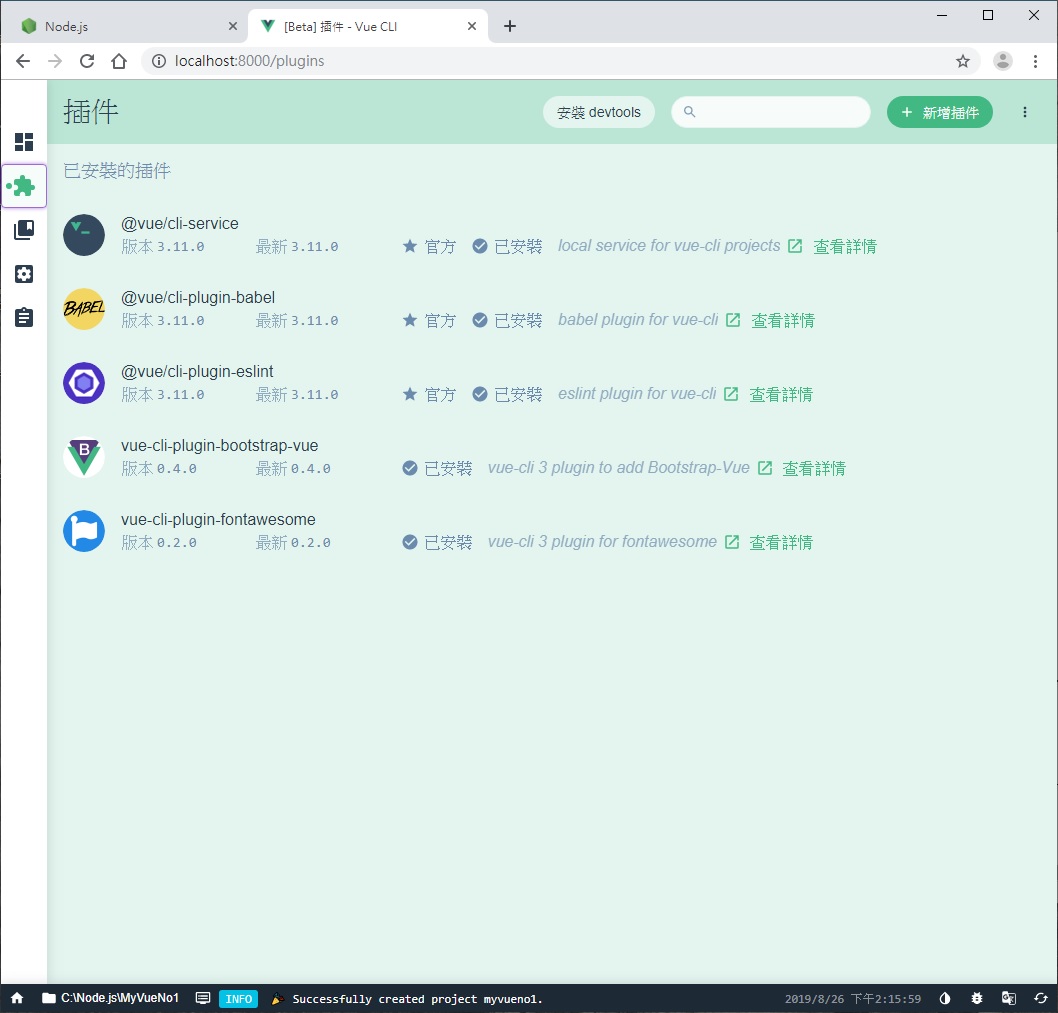 Node.js
[Beta] 插件 - Vue CLI
localhost:8000/plugins
插件
安裝 devtools
新增插件
已安裝的插件
@vue/cli-service
版本 3.11.0 最新 3.11.0 官方 已安裝 local service for vue-cli projects 查看詳情
BABEL
@vue/cli-plugin-babel
版本 3.11.0 最新 3.11.0 官方 已安裝 babel plugin for vue-cli 查看詳情
@vue/cli-plugin-eslint
版本 3.11.0 最新 3.11.0 官方 已安裝 eslint plugin for vue-cli 查看詳情
B
vue-cli-plugin-bootstrap-vue
版本 0.4.0 最新 0.4.0 已安裝 vue-cli 3 plugin to add Bootstrap-Vue 查看詳情
vue-cli-plugin-fontawesome
版本 0.2.0 最新 0.2.0 已安裝 vue-cli 3 plugin for fontawesome 查看詳情
C:\Node.js\MyVueNo1 INFO Successfully created project myvueno1. 2019/8/26 下午2:15:59